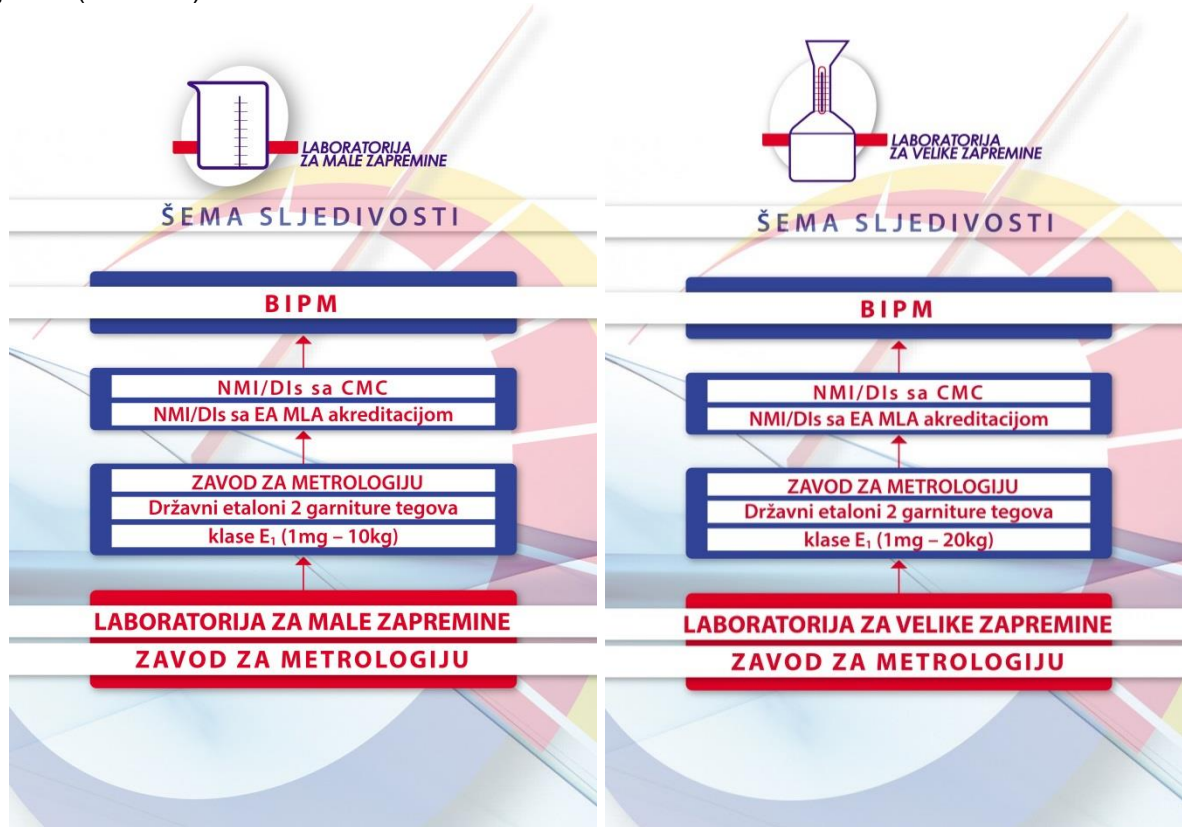 LABORATORIJA
ZA MALE ZAPREMINE
ŠEMA SLJEDIVOSTI
BIPM
NMI/DIs sa CMC
NMI/DIs sa EA MLA akreditacijom
ZAVOD ZA METROLOGIJU
Državni etaloni 2 garniture tegova
klase E₁ (1mg – 10kg)
LABORATORIJA ZA MALE ZAPREMINE
ZAVOD ZA METROLOGIJU
LABORATORIJA
ZA VELIKE ZAPREMINE
ŠEMA SLJEDIVOSTI
BIPM
NMI/DIs sa CMC
NMI/DIs sa EA MLA akreditacijom
ZAVOD ZA METROLOGIJU
Državni etaloni 2 garniture tegova
klase E₁ (1mg – 20kg)
LABORATORIJA ZA VELIKE ZAPREMINE
ZAVOD ZA METROLOGIJU